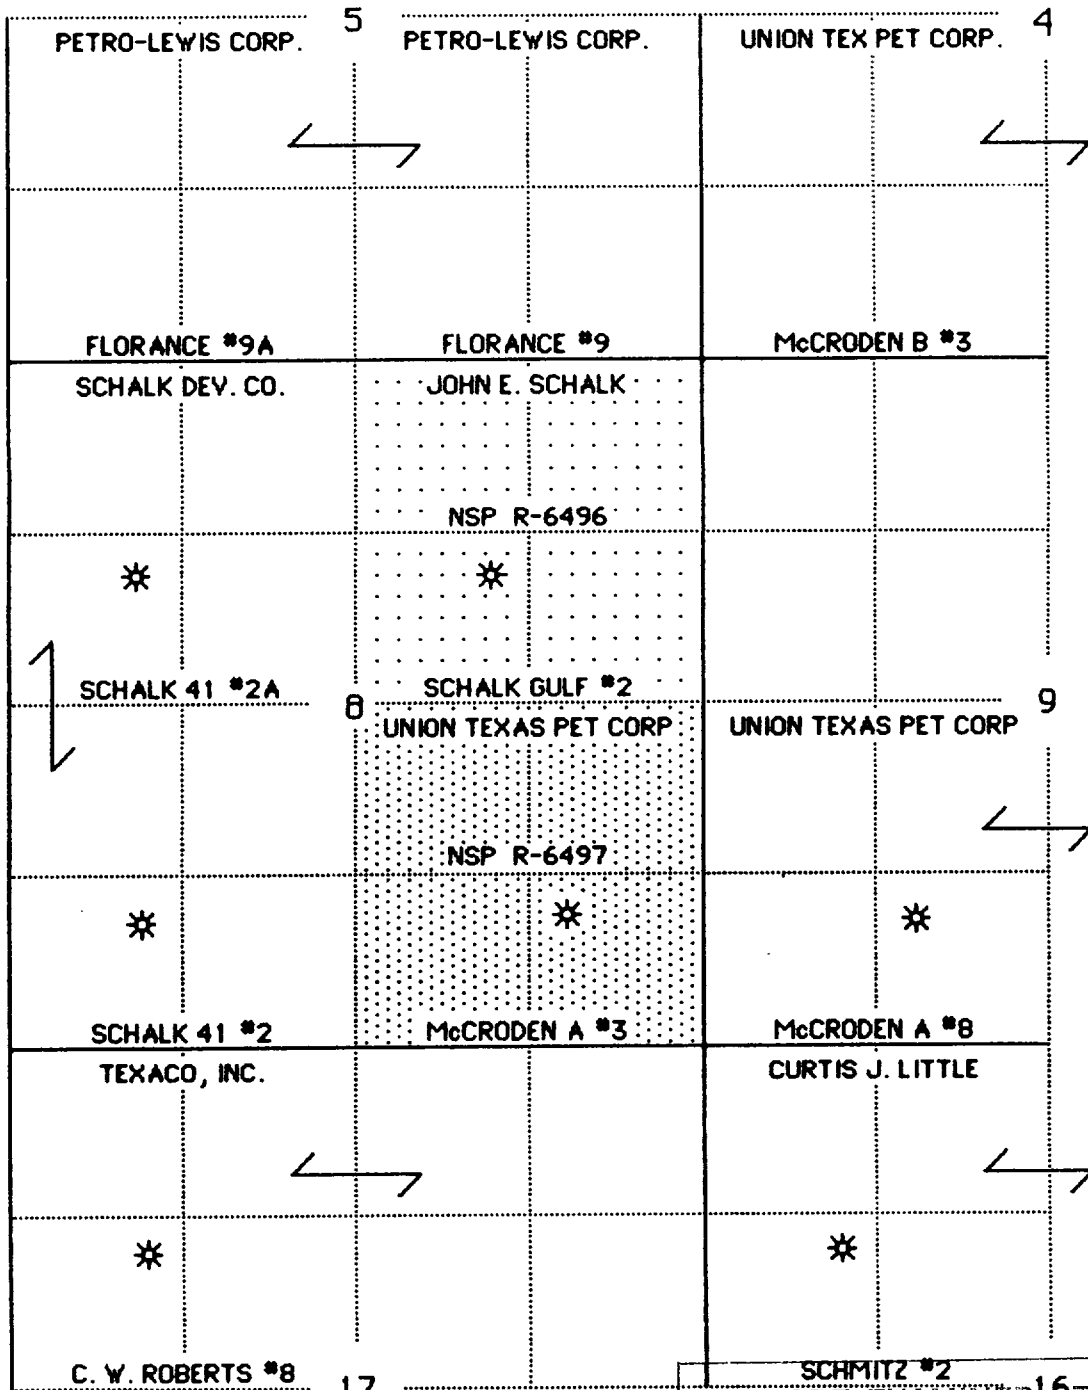 5
4
PETRO-LEWIS CORP.
PETRO-LEWIS CORP.
UNION TEX PET CORP.
FLORANCE #9A
FLORANCE #9
McCRODEN B #3
SCHALK DEV. CO.
JOHN E. SCHALK
NSP R-6496
SCHALK 41 #2A
SCHALK GULF #2
8
9
UNION TEXAS PET CORP
UNION TEXAS PET CORP
NSP R-6497
SCHALK 41 #2
McCRODEN A #3
McCRODEN A #8
TEXACO, INC.
CURTIS J. LITTLE
C. W. ROBERTS #8
SCHMITZ #2
17
16